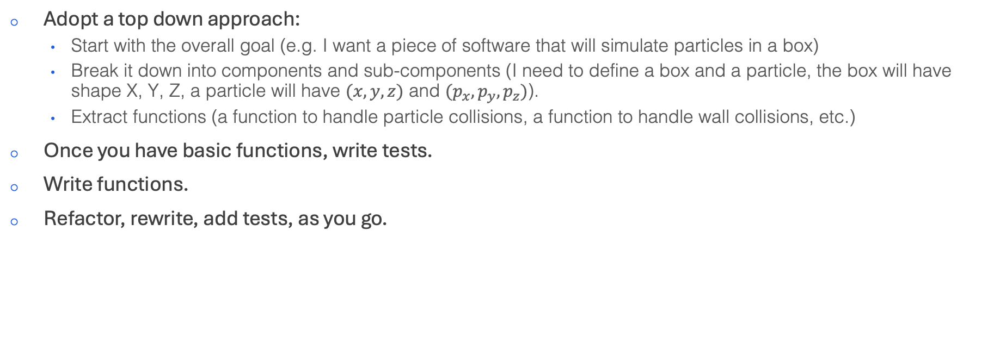 Adopt a top down approach:
Start with the overall goal (e.g. I want a piece of software that will simulate particles in a box)
Break it down into components and sub-components (I need to define a box and a particle, the box will have
shape X, Y, Z, a particle will have (x, y, z) and (pₓ, p_y, p_z)).
Extract functions (a function to handle particle collisions, a function to handle wall collisions, etc.)
Once you have basic functions, write tests.
Write functions.
Refactor, rewrite, add tests, as you go.